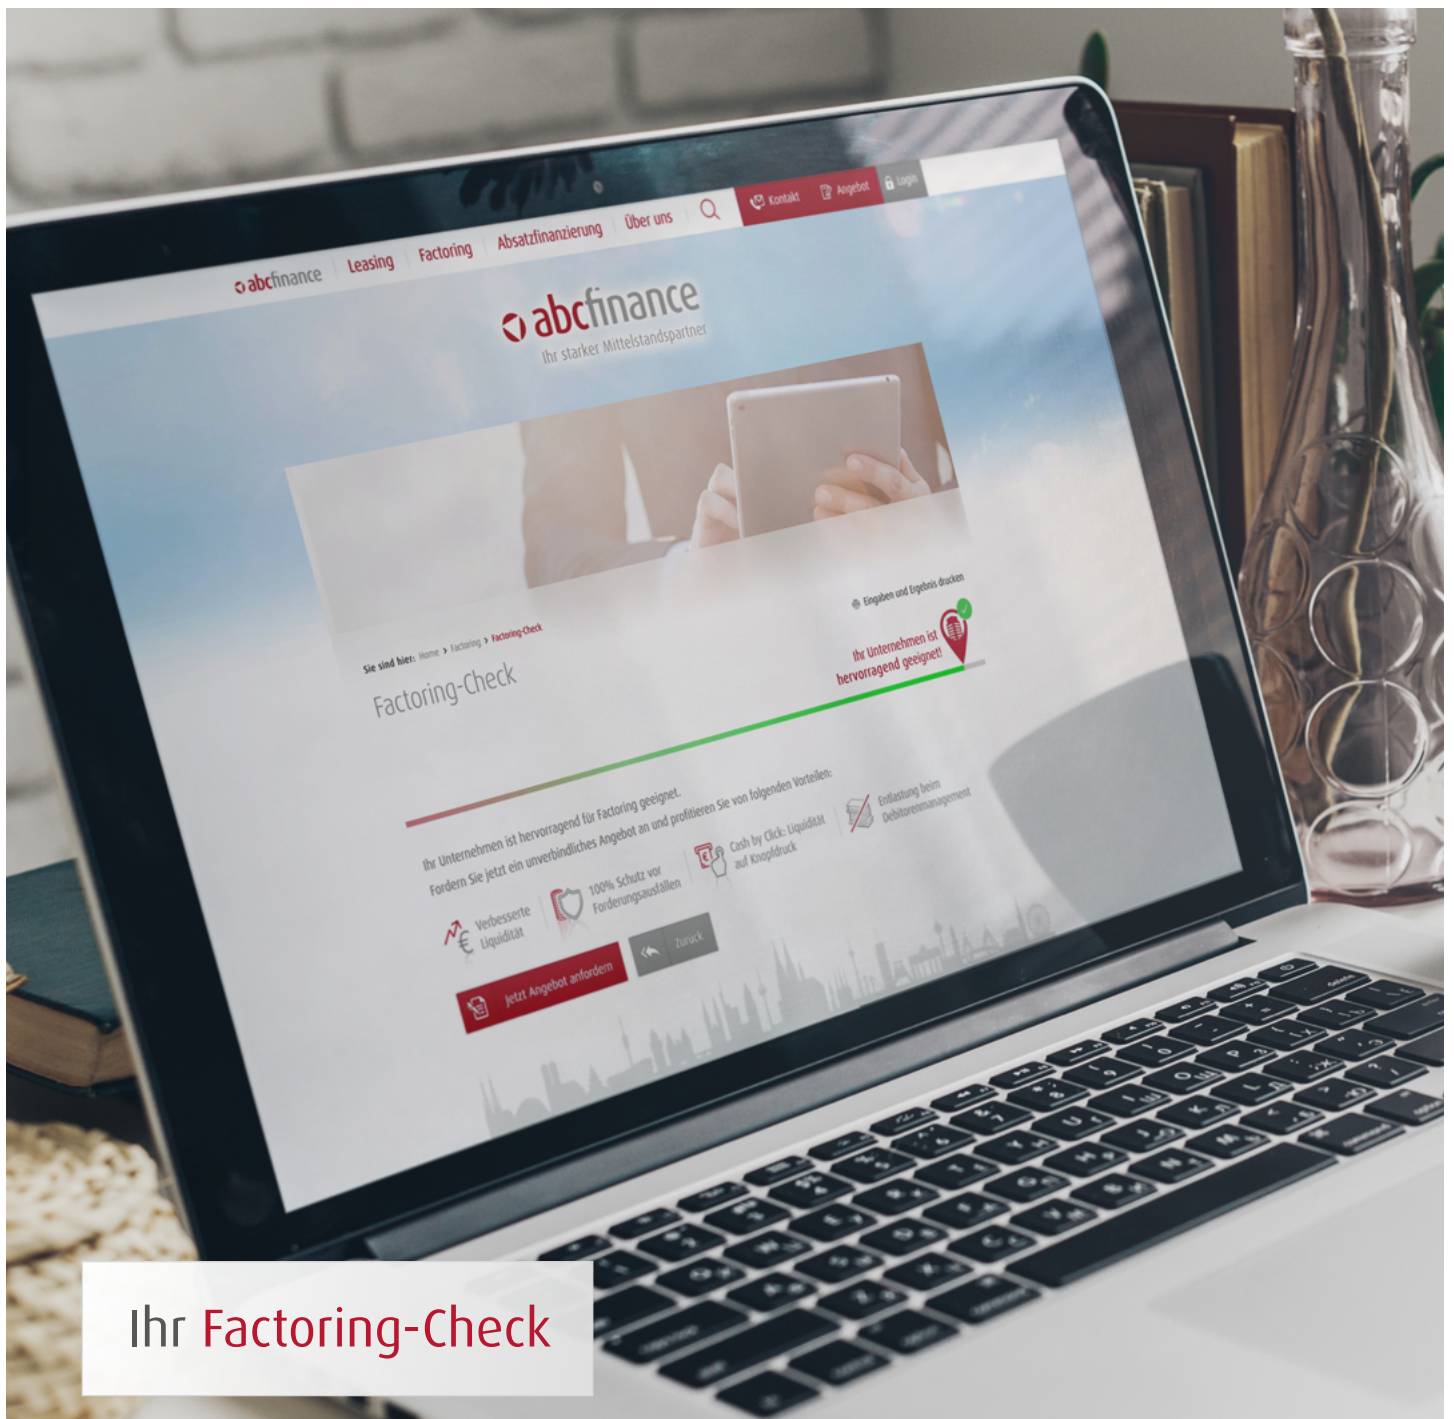 abcfinance Leasing Factoring Absatzfinanzierung Über uns Kontakt Angebot Login
abcfinance
Ihr starker Mittelstandspartner
Eingaben und Ergebnis drucken
Sie sind hier: Home > Factoring > Factoring-Check
Ihr Unternehmen ist
hervorragend geeignet!
Factoring-Check
Ihr Unternehmen ist hervorragend für Factoring geeignet.
Fordern Sie jetzt ein unverbindliches Angebot an und profitieren Sie von folgenden Vorteilen:
Verbesserte
Liquidität
100% Schutz vor
Forderungsausfällen
Cash by Click: Liquidität
auf Knopfdruck
Entlastung beim
Debitorenmanagement
Jetzt Angebot anfordern
Zurück
Ihr Factoring-Check